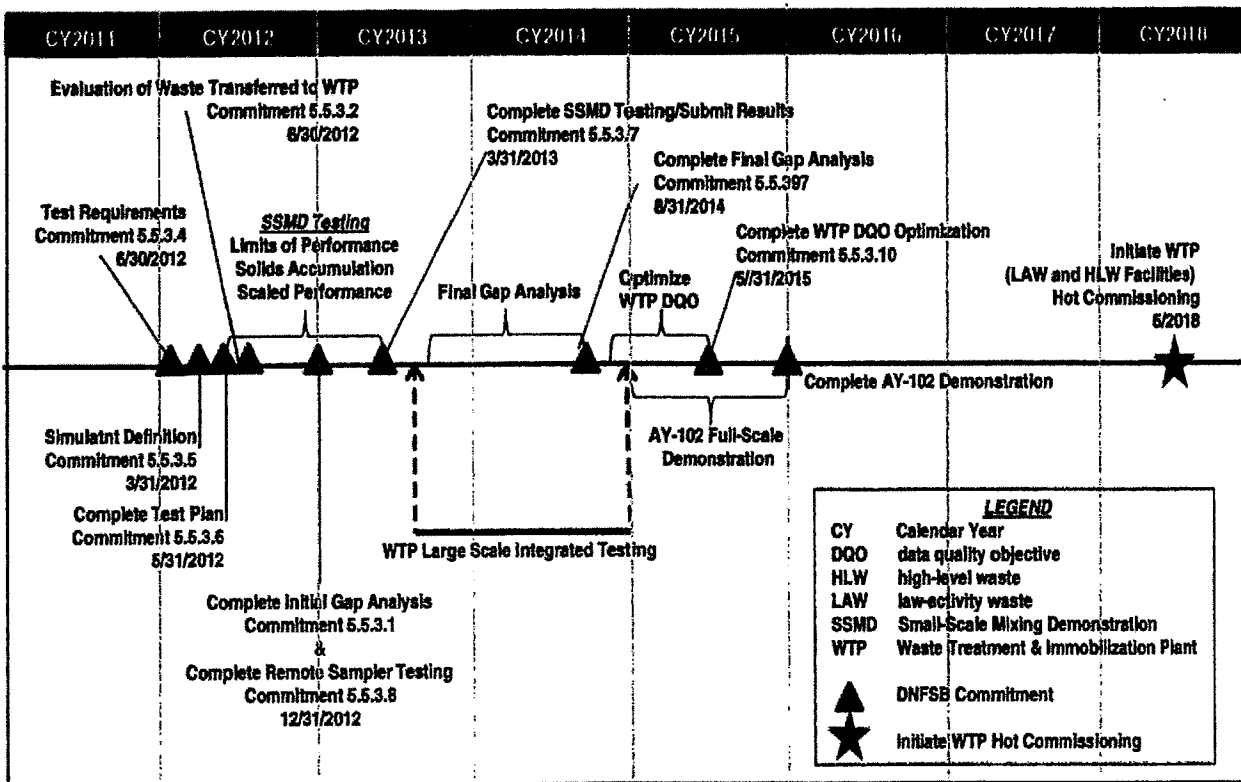 CY2011 CY2012 CY2013 CY2014 CY2015 CY2016 CY2017 CY2018
Evaluation of Waste Transferred to WTP
Commitment 5.5.3.2
6/30/2012
Complete SSMD Testing/Submit Results
Commitment 5.5.3.7
3/31/2013
Complete Final Gap Analysis
Commitment 5.5.397
8/31/2014
Test Requirements
Commitment 5.5.3.4
6/30/2012
SSMD Testing
Limits of Performance
Solids Accumulation
Scaled Performance
Final Gap Analysis
Optimize
WTP DQO
Complete WTP DQO Optimization
Commitment 5.5.3.10
5//31/2015
Initiate WTP
(LAW and HLW Facilities)
Hot Commissioning
5/2018
Complete AY-102 Demonstration
Simulatnt Definition
Commitment 5.5.3.5
3/31/2012
Complete Test Plan
Commitment 5.5.3.6
5/31/2012
AY-102 Full-Scale
Demonstration
WTP Large Scale Integrated Testing
Complete Initial Gap Analysis
Commitment 5.5.3.1
&
Complete Remote Sampler Testing
Commitment 5.5.3.8
12/31/2012
LEGEND
CY Calendar Year
DQO data quality objective
HLW high-level waste
LAW law-activity waste
SSMD Small-Scale Mixing Demonstration
WTP Waste Treatment & Immobilization Plant
DNFSB Commitment
Initiate WTP Hot Commissioning